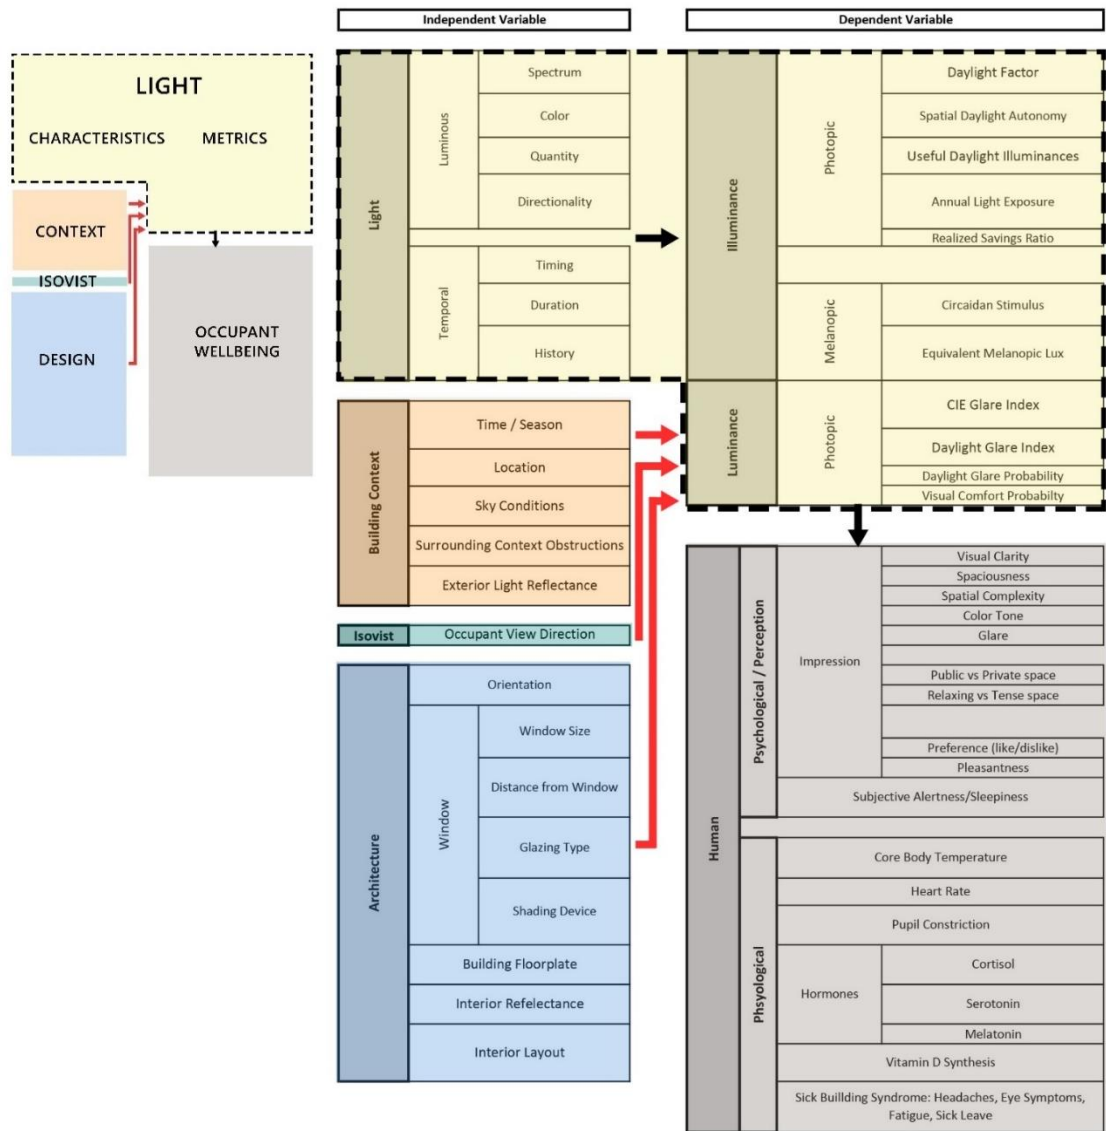 Independent Variable
Dependent Variable
LIGHT
CHARACTERISTICS METRICS
CONTEXT
ISOVIST
DESIGN
OCCUPANT
WELLBEING
Light
Luminous
Spectrum
Color
Quantity
Directionality
Temporal
Timing
Duration
History
Illuminance
Photopic
Daylight Factor
Spatial Daylight Autonomy
Useful Daylight Illuminances
Annual Light Exposure
Realized Savings Ratio
Melanopic
Circaidan Stimulus
Equivalent Melanopic Lux
Luminance
Photopic
CIE Glare Index
Daylight Glare Index
Daylight Glare Probability
Visual Comfort Probabilty
Building Context
Time / Season
Location
Sky Conditions
Surrounding Context Obstructions
Exterior Light Reflectance
Isovist
Occupant View Direction
Architecture
Orientation
Window
Window Size
Distance from Window
Glazing Type
Shading Device
Building Floorplate
Interior Refelectance
Interior Layout
Human
Psychological / Perception
Impression
Visual Clarity
Spaciousness
Spatial Complexity
Color Tone
Glare
Public vs Private space
Relaxing vs Tense space
Preference (like/dislike)
Pleasantness
Subjective Alertness/Sleepiness
Phsyological
Core Body Temperature
Heart Rate
Pupil Constriction
Hormones
Cortisol
Serotonin
Melatonin
Vitamin D Synthesis
Sick Buillding Syndrome: Headaches, Eye Symptoms,
Fatigue, Sick Leave